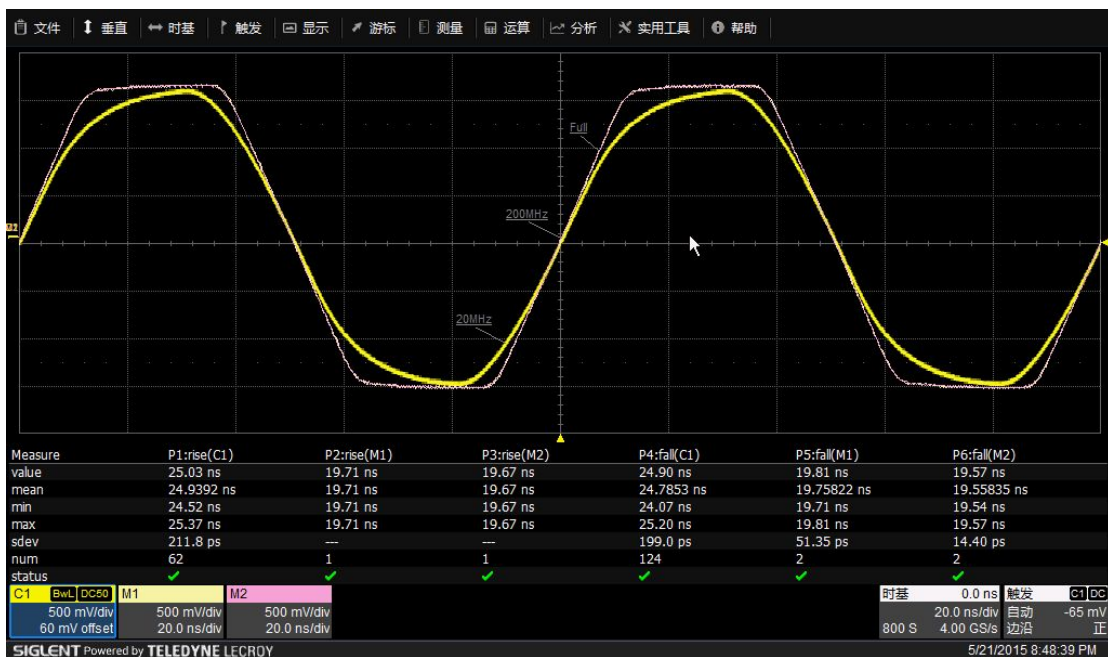 文件 垂直 时基 触发 显示 游标 测量 运算 分析 实用工具 帮助
Full
200MHz
20MHz
Measure P1:rise(C1) P2:rise(M1) P3:rise(M2) P4:fall(C1) P5:fall(M1) P6:fall(M2)
value 25.03 ns 19.71 ns 19.67 ns 24.90 ns 19.81 ns 19.57 ns
mean 24.9392 ns 19.71 ns 19.67 ns 24.7853 ns 19.75822 ns 19.55835 ns
min 24.52 ns 19.71 ns 19.67 ns 24.07 ns 19.71 ns 19.54 ns
max 25.37 ns 19.71 ns 19.67 ns 25.20 ns 19.81 ns 19.57 ns
sdev 211.8 ps --- --- 199.0 ps 51.35 ps 14.40 ps
num 62 1 1 124 2 2
status
C1 BwL DC50 M1 M2 时基 0.0 ns 触发 C1 DC
500 mV/div 500 mV/div 500 mV/div 20.0 ns/div 自动 -65 mV
60 mV offset 20.0 ns/div 20.0 ns/div 800 S 4.00 GS/s 边沿 正
SIGLENT Powered by TELEDYNE LECROY 5/21/2015 8:48:39 PM